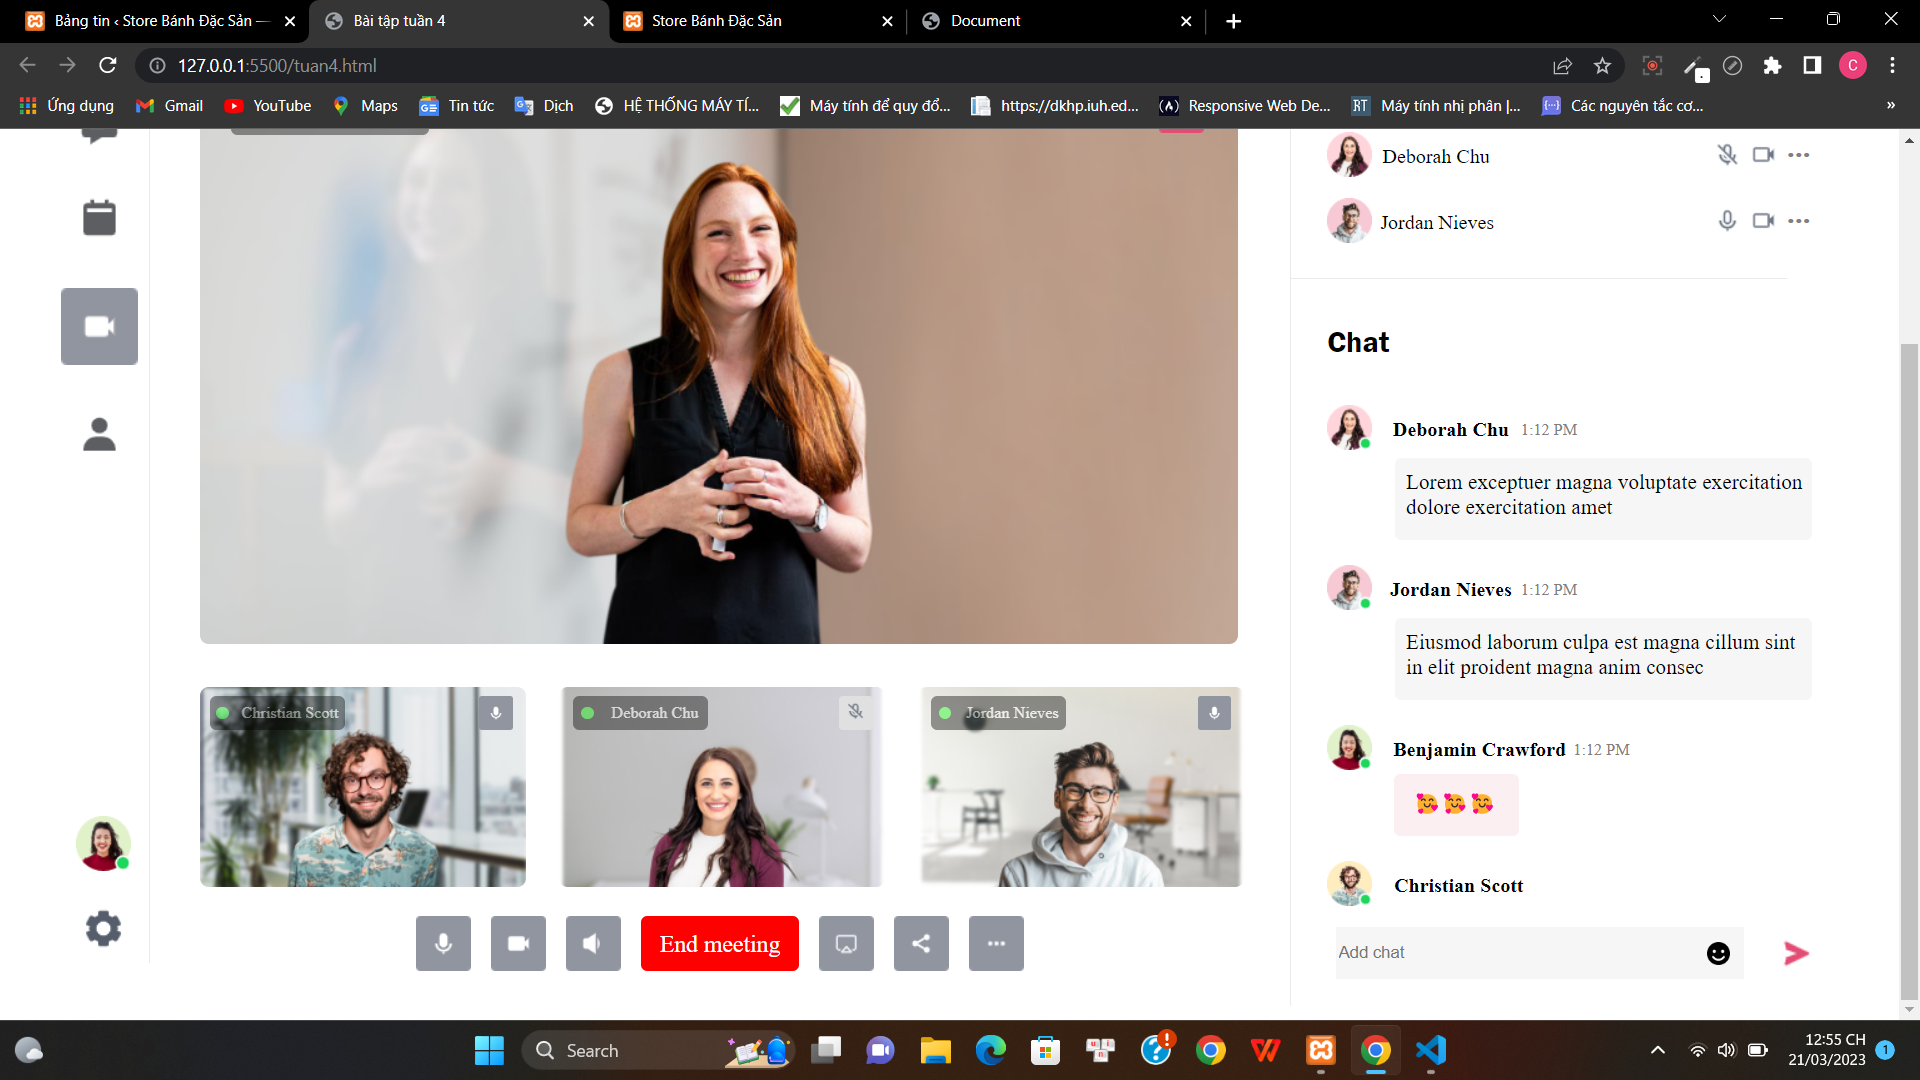 Bảng tin ‹ Store Bánh Đặc Sản —
Bài tập tuần 4
Store Bánh Đặc Sản
Document
127.0.0.1:5500/tuan4.html
C
Ứng dụng
Gmail
YouTube
Maps
Tin tức
Dịch
HỆ THỐNG MÁY TÍ...
Máy tính để quy đổ...
https://dkhp.iuh.ed...
Responsive Web De...
RT
Máy tính nhị phân |...
Các nguyên tắc cơ...
»
Deborah Chu
Jordan Nieves
Chat
Deborah Chu 1:12 PM
Lorem exceptuer magna voluptate exercitation
dolore exercitation amet
Jordan Nieves 1:12 PM
Eiusmod laborum culpa est magna cillum sint
in elit proident magna anim consec
Benjamin Crawford 1:12 PM
🥰🥰🥰
Christian Scott
Add chat
Christian Scott
Deborah Chu
Jordan Nieves
End meeting
Search
12:55 CH
21/03/2023
1